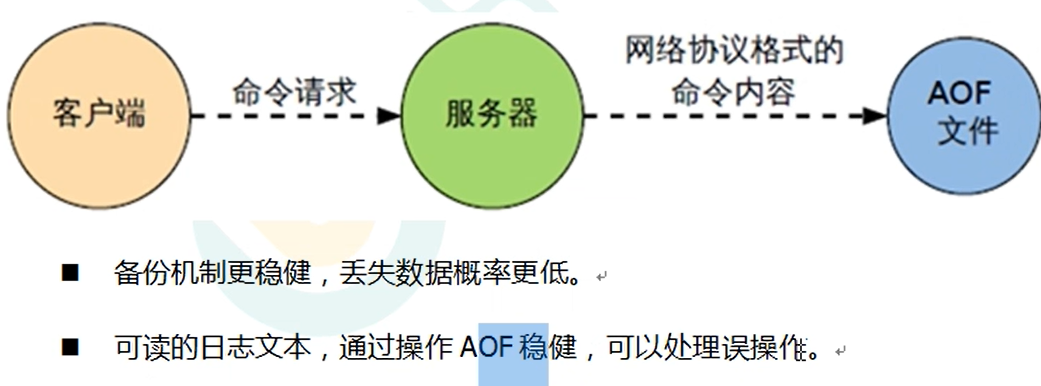 客户端
命令请求
服务器
网络协议格式的
命令内容
AOF
文件
■ 备份机制更稳健，丢失数据概率更低。
■ 可读的日志文本，通过操作 AOF 稳健，可以处理误操作。